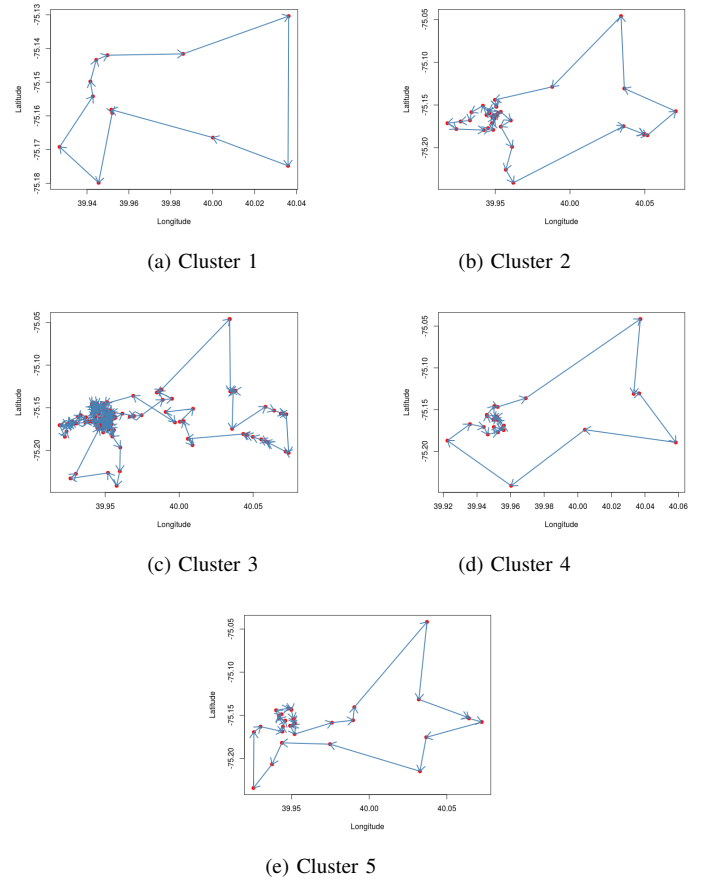 -75.13
-75.14
-75.15
-75.16
-75.17
-75.18
Latitude
39.94 39.96 39.98 40.00 40.02 40.04
Longitude
(a) Cluster 1
-75.05
-75.10
-75.15
-75.20
Latitude
39.95 40.00 40.05
Longitude
(b) Cluster 2
-75.05
-75.10
-75.15
-75.20
Latitude
39.95 40.00 40.05
Longitude
(c) Cluster 3
-75.05
-75.10
-75.15
-75.20
Latitude
39.92 39.94 39.96 39.98 40.00 40.02 40.04 40.06
Longitude
(d) Cluster 4
-75.05
-75.10
-75.15
-75.20
Latitude
39.95 40.00 40.05
Longitude
(e) Cluster 5